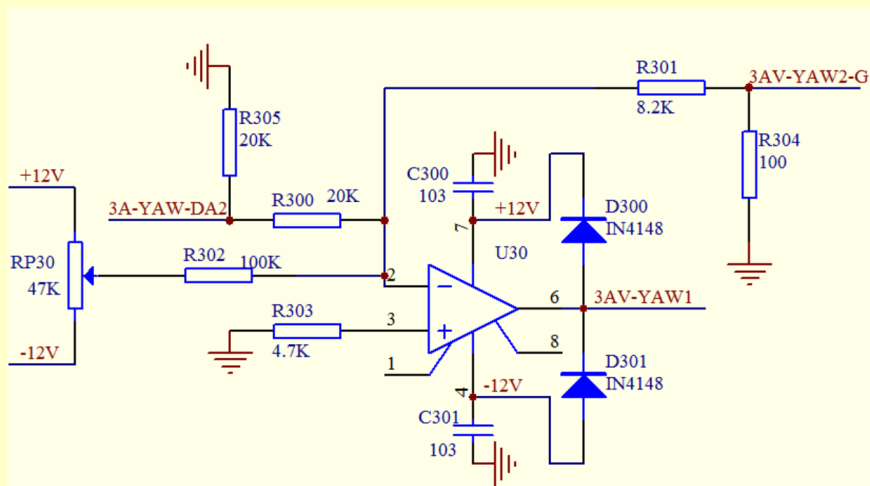 R301
3AV-YAW2-G
8.2K
R305
20K
R304
100
C300
103
+12V
R300
20K
+12V
3A-YAW-DA2
7
D300
IN4148
U30
R302
100K
RP30
47K
2
6
3AV-YAW1
R303
3
4.7K
8
-12V
1
D301
IN4148
-12V
4
C301
103